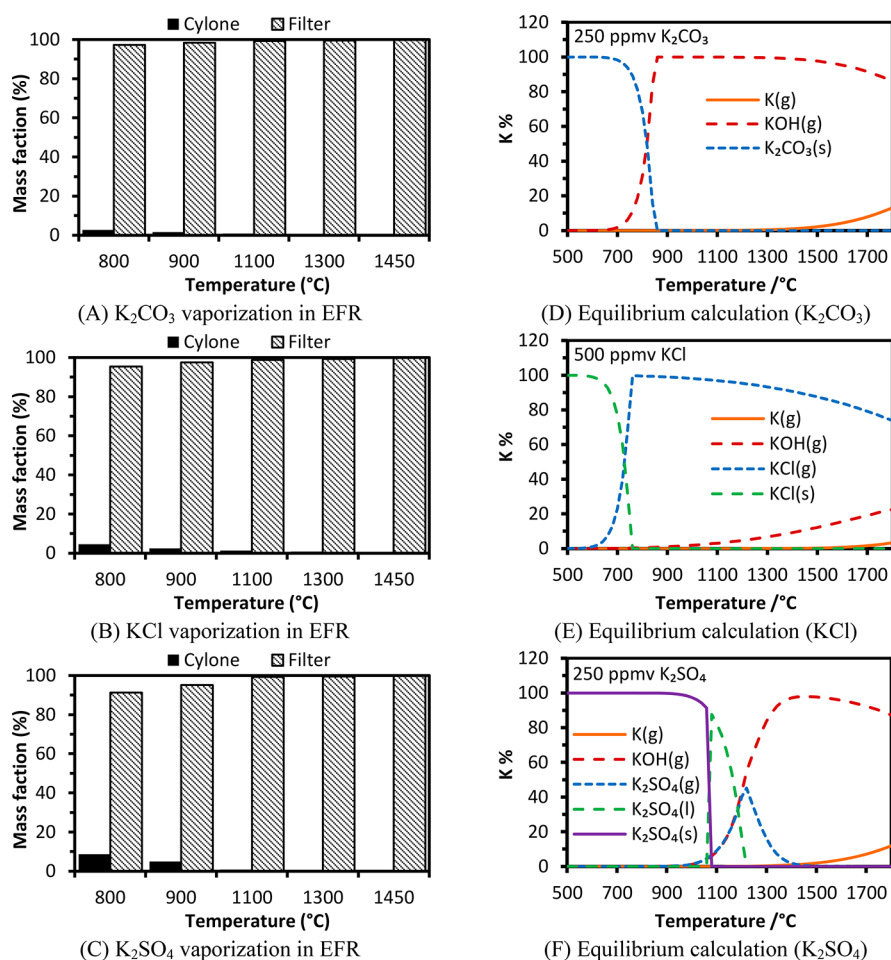 ■ Cylone ▧ Filter
Mass faction (%)
100
80
60
40
20
0
800 900 1100 1300 1450
Temperature (°C)
(A) K₂CO₃ vaporization in EFR
250 ppmv K₂CO₃
K %
100
80
60
40
20
0
K(g)
KOH(g)
K₂CO₃(s)
500 700 900 1100 1300 1500 1700
Temperature /°C
(D) Equilibrium calculation (K₂CO₃)
■ Cylone ▧ Filter
Mass faction (%)
100
80
60
40
20
0
800 900 1100 1300 1450
Temperature (°C)
(B) KCl vaporization in EFR
500 ppmv KCl
K %
100
80
60
40
20
0
K(g)
KOH(g)
KCl(g)
KCl(s)
500 700 900 1100 1300 1500 1700
Temperature /°C
(E) Equilibrium calculation (KCl)
■ Cylone ▧ Filter
Mass faction (%)
100
80
60
40
20
0
800 900 1100 1300 1450
Temperature (°C)
(C) K₂SO₄ vaporization in EFR
250 ppmv K₂SO₄
K %
100
80
60
40
20
0
K(g)
KOH(g)
K₂SO₄(g)
K₂SO₄(l)
K₂SO₄(s)
500 700 900 1100 1300 1500 1700
Temperature /°C
(F) Equilibrium calculation (K₂SO₄)